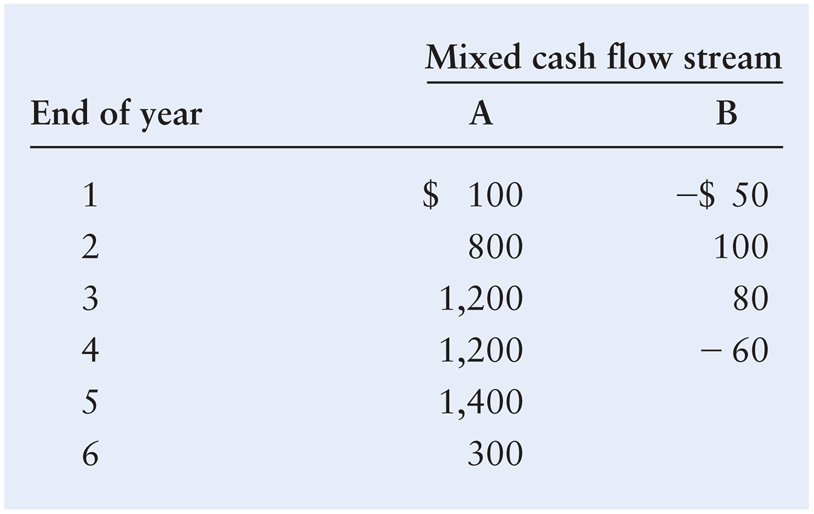 Mixed cash flow stream
End of year A B
1 $ 100 –$ 50
2 800 100
3 1,200 80
4 1,200 – 60
5 1,400
6 300